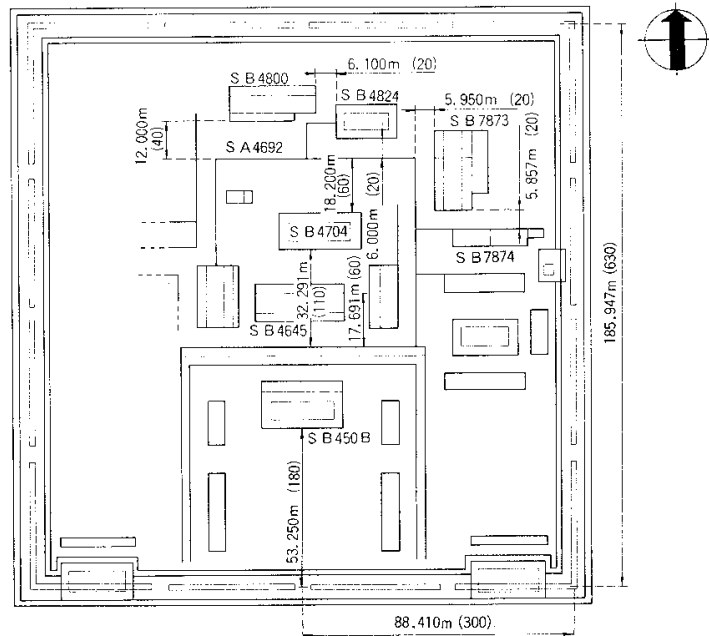 6.100m (20)
S B 4800
S B 4824
5.950m (20)
S B 7873
12.000m
(40)
5.857m (20)
S A 4692
18.200m
(60)
6.000m (20)
S B 4704
S B 7874
32.291m
(110)
17.691m (60)
185.947m (630)
S B 4645
S B 450 B
53.250m (180)
88.410m (300)